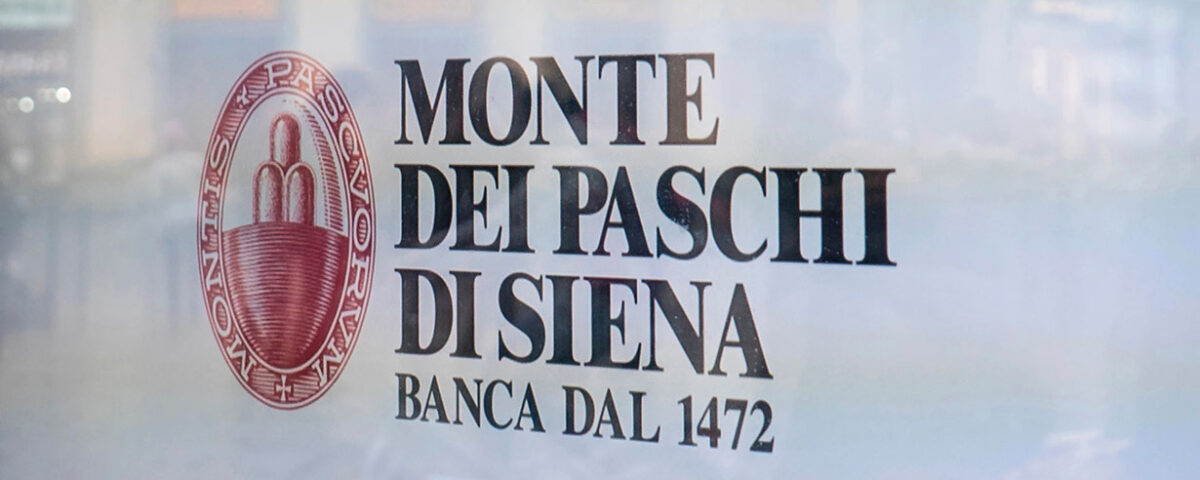 MONTIS PASCVORVM
MONTE
DEI PASCHI
DI SIENA
BANCA DAL 1472